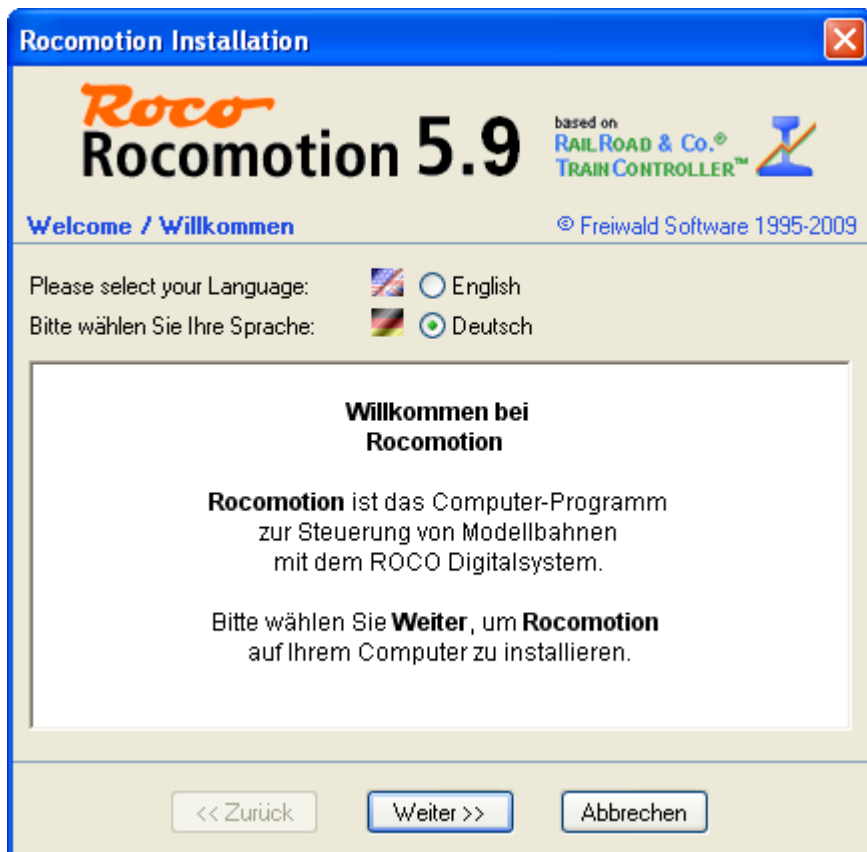 Rocomotion Installation
Roco
Rocomotion 5.9
based on
RAILROAD & CO.®
TRAINCONTROLLER™
Welcome / Willkommen
© Freiwald Software 1995-2009
Please select your Language:
English
Bitte wählen Sie Ihre Sprache:
Deutsch
Willkommen bei
Rocomotion
Rocomotion ist das Computer-Programm
zur Steuerung von Modellbahnen
mit dem ROCO Digitalsystem.
Bitte wählen Sie Weiter, um Rocomotion
auf Ihrem Computer zu installieren.
<< Zurück
Weiter >>
Abbrechen